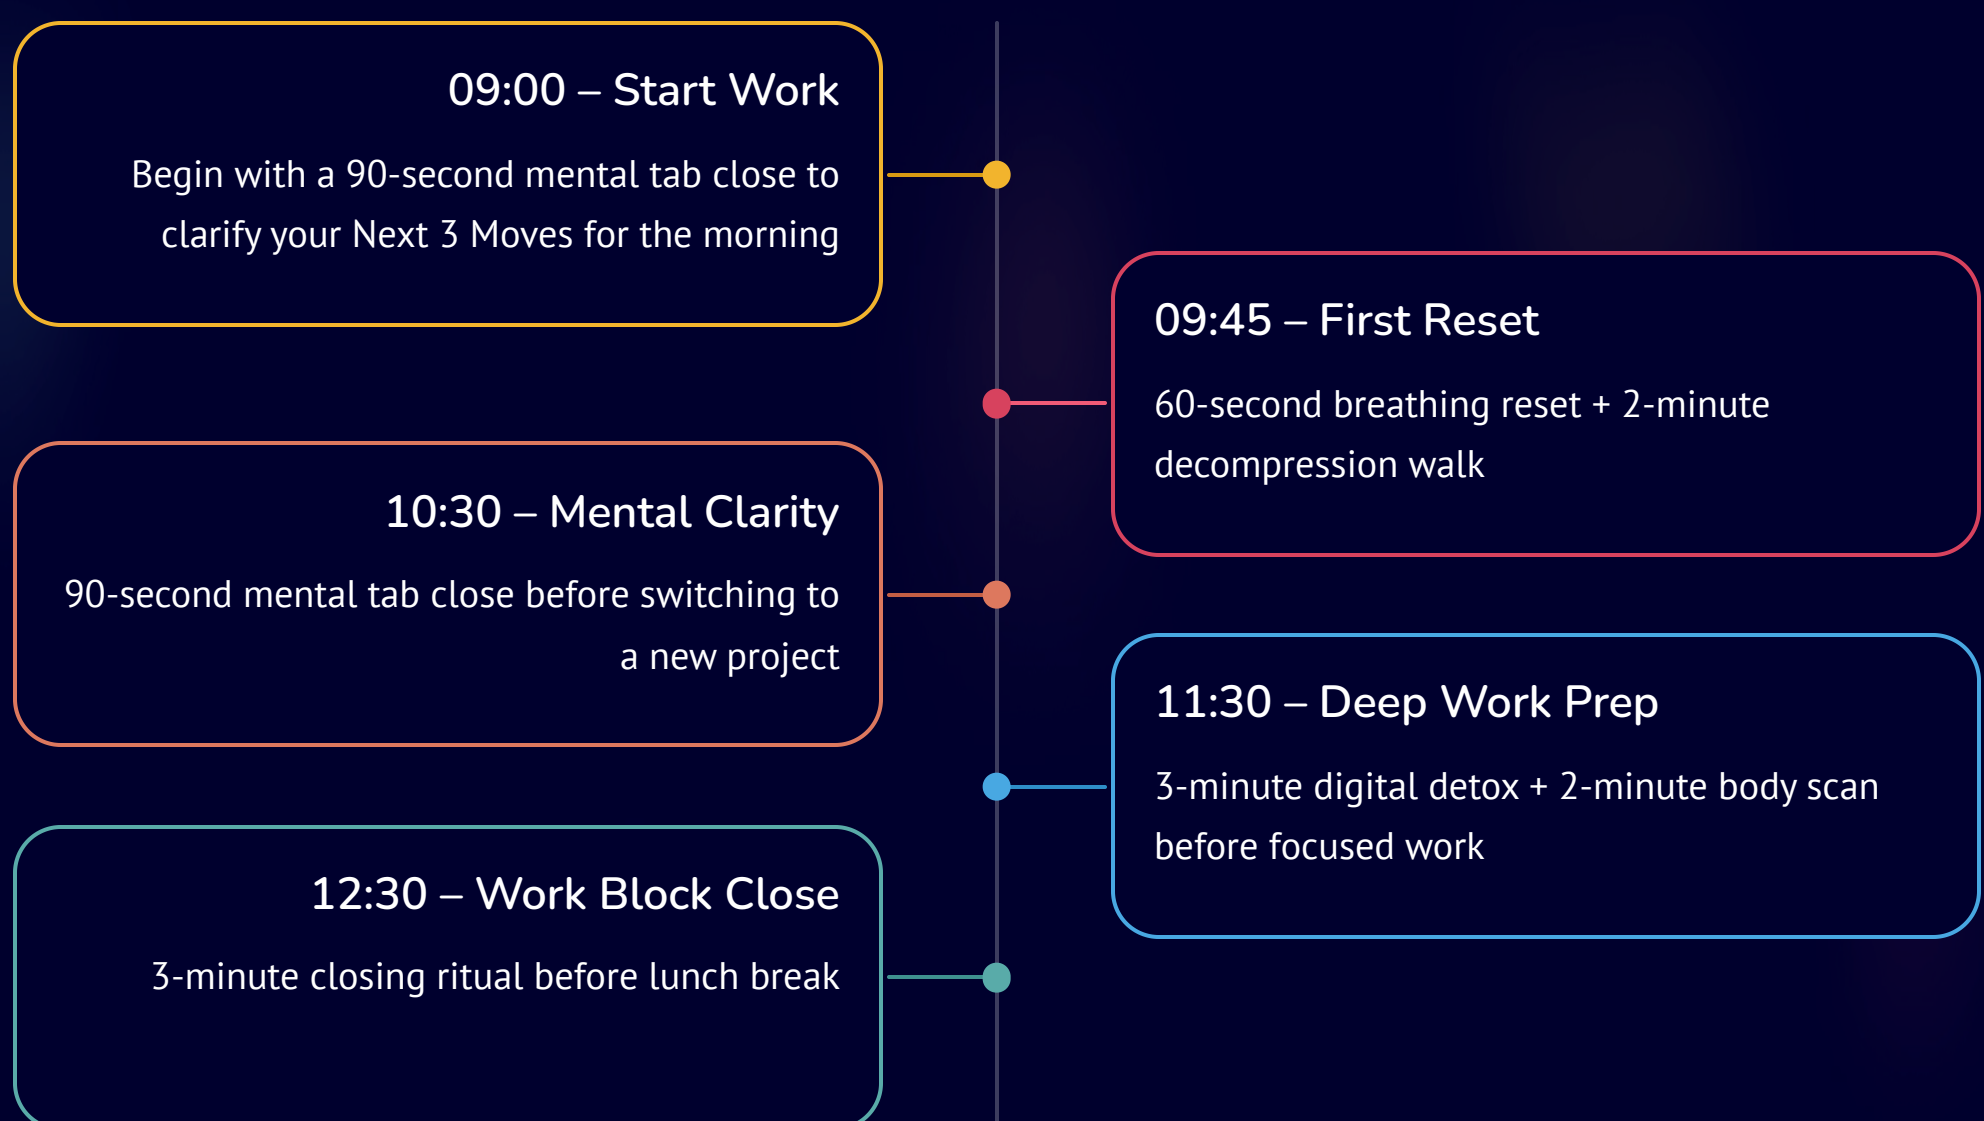 09:00 – Start Work
Begin with a 90-second mental tab close to
clarify your Next 3 Moves for the morning
09:45 – First Reset
60-second breathing reset + 2-minute
decompression walk
10:30 – Mental Clarity
90-second mental tab close before switching to
a new project
11:30 – Deep Work Prep
3-minute digital detox + 2-minute body scan
before focused work
12:30 – Work Block Close
3-minute closing ritual before lunch break